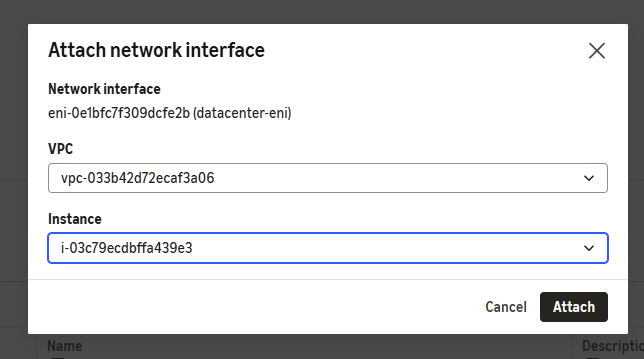 Attach network interface
Network interface
eni-0e1bfc7f309dcfe2b (datacenter-eni)
VPC
vpc-033b42d72ecaf3a06
Instance
i-03c79ecdbffa439e3
Cancel Attach
Name Descriptio